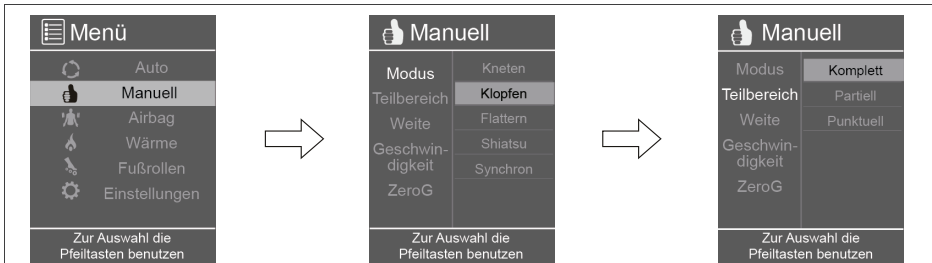 Menü
Auto
Manuell
Airbag
Wärme
Fußrollen
Einstellungen
Zur Auswahl die
Pfeiltasten benutzen
Manuell
Modus
Teilbereich
Weite
Geschwin-
digkeit
ZeroG
Kneten
Klopfen
Flattern
Shiatsu
Synchron
Zur Auswahl die
Pfeiltasten benutzen
Manuell
Modus
Teilbereich
Weite
Geschwin-
digkeit
ZeroG
Komplett
Partiell
Punktuell
Zur Auswahl die
Pfeiltasten benutzen